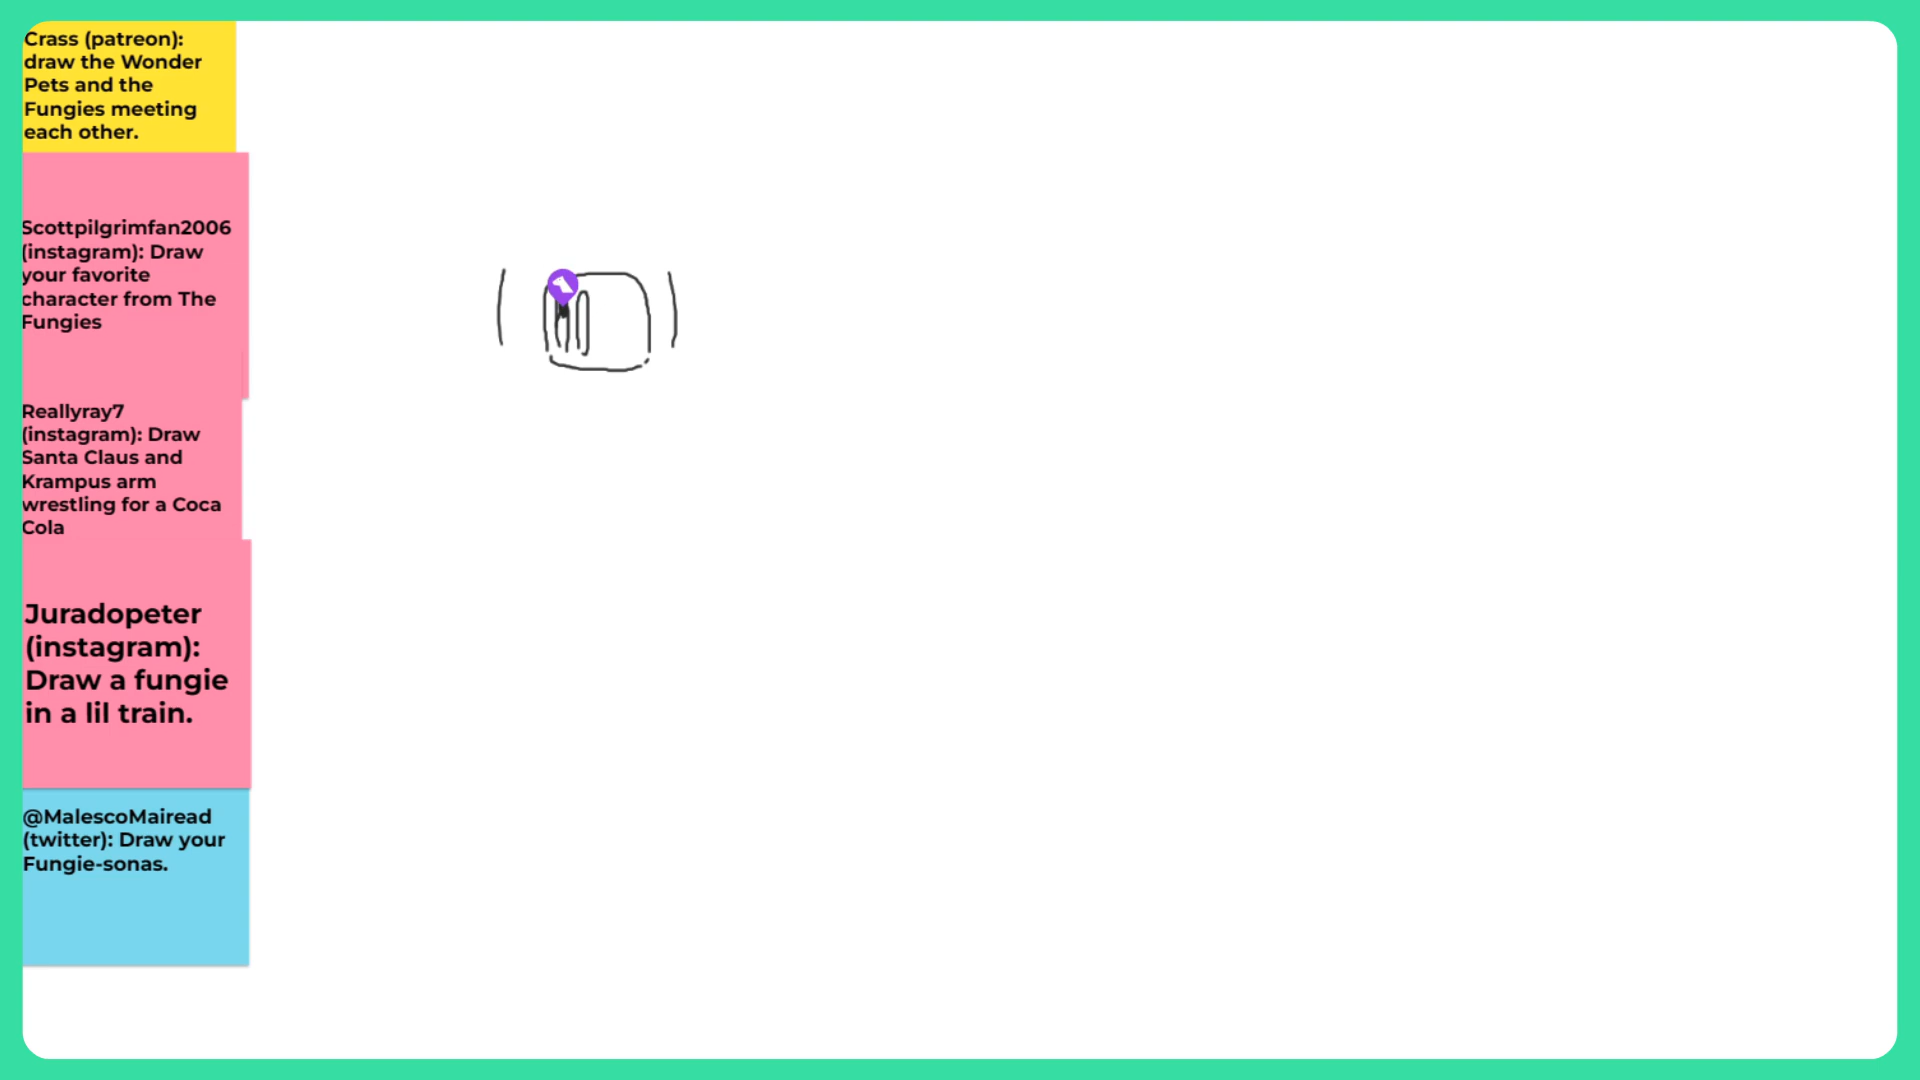 Crass (patreon):
draw the Wonder
Pets and the
Fungies meeting
each other.
Scottpilgrimfan2006
(instagram): Draw
your favorite
character from The
Fungies
Reallyray7
(instagram): Draw
Santa Claus and
Krampus arm
wrestling for a Coca
Cola
Juradopeter
(instagram):
Draw a fungie
in a lil train.
@MalescoMairead
(twitter): Draw your
Fungie-sonas.